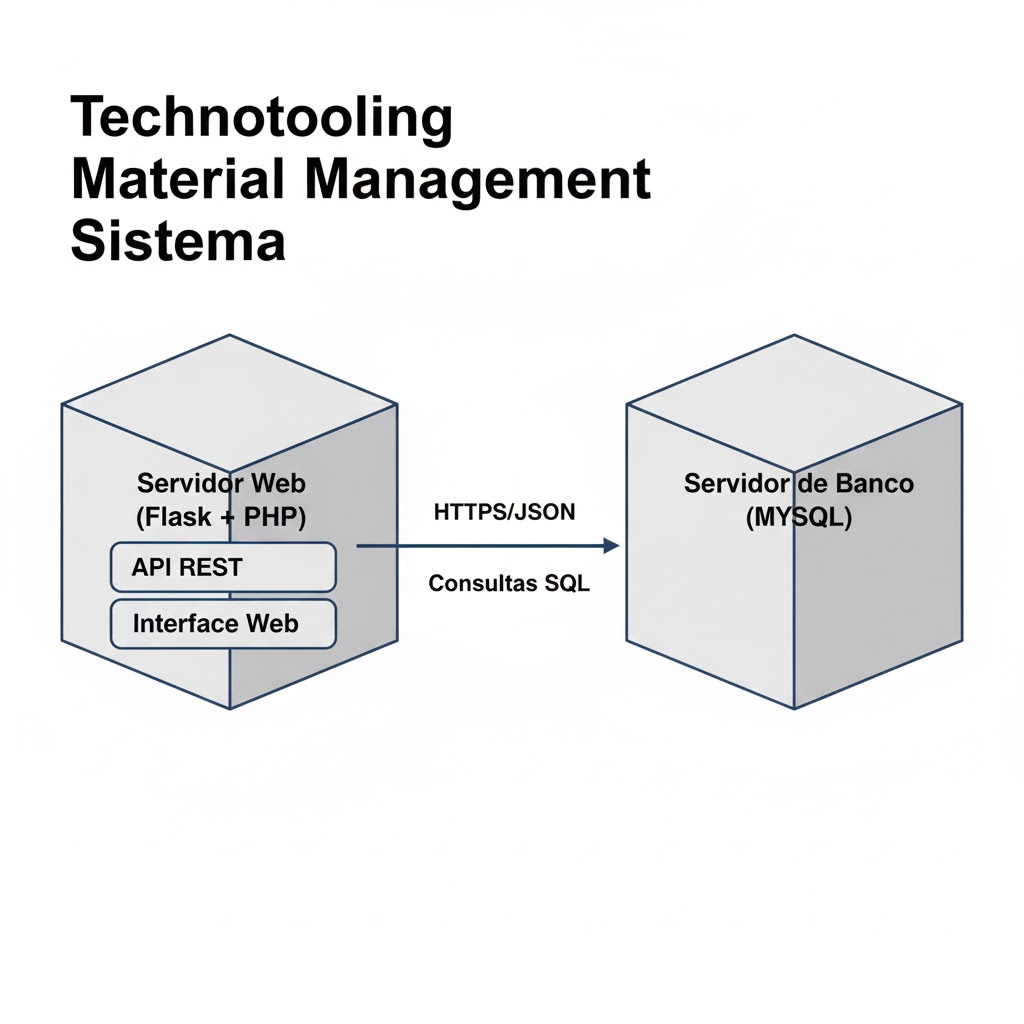 Technotooling
Material Management
Sistema
Servidor Web
(Flask + PHP)
API REST
Interface Web
HTTPS/JSON
Consultas SQL
Servidor de Banco
(MYSQL)